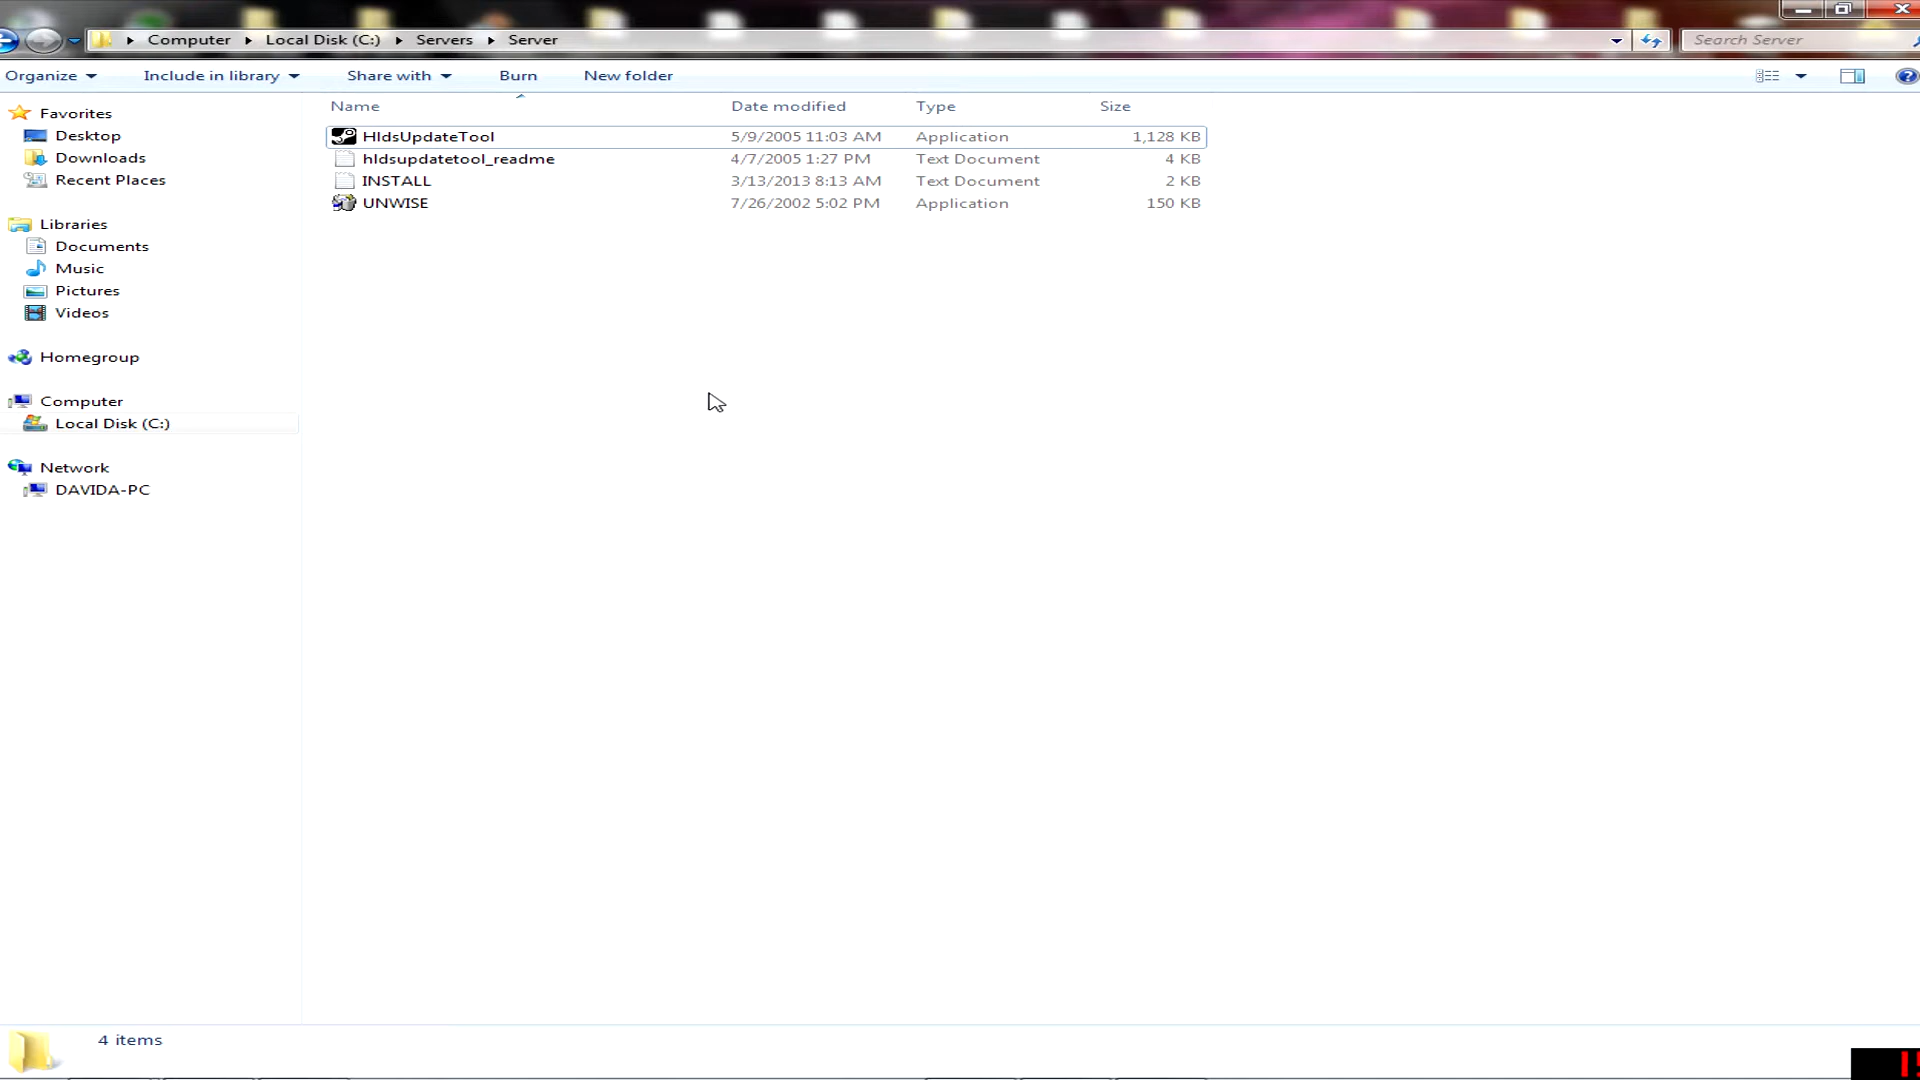 Computer Local Disk (C:) Servers Server Search Server
Organize Include in library Share with Burn New folder
Name Date modified Type Size
HldsUpdateTool 5/9/2005 11:03 AM Application 1,128 KB
hldsupdatetool_readme 4/7/2005 1:27 PM Text Document 4 KB
INSTALL 3/13/2013 8:13 AM Text Document 2 KB
UNWISE 7/26/2002 5:02 PM Application 150 KB
Favorites
Desktop
Downloads
Recent Places
Libraries
Documents
Music
Pictures
Videos
Homegroup
Computer
Local Disk (C:)
Network
DAVIDA-PC
4 items